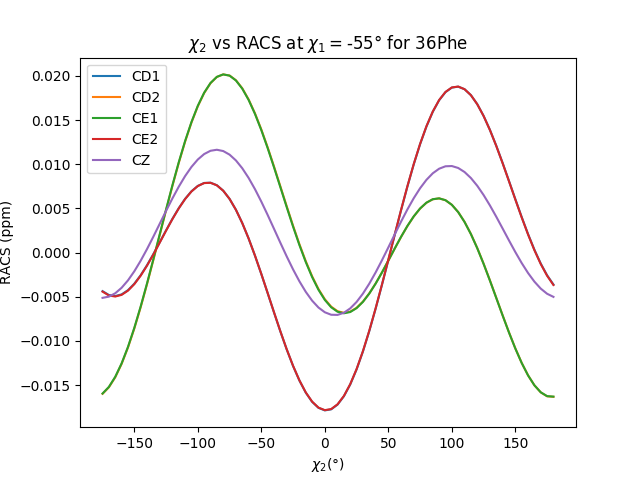 χ₂ vs RACS at χ₁ = -55° for 36Phe
CD1
CD2
CE1
CE2
CZ
0.020
0.015
0.010
0.005
0.000
−0.005
−0.010
−0.015
RACS (ppm)
−150 −100 −50 0 50 100 150
χ₂(°)